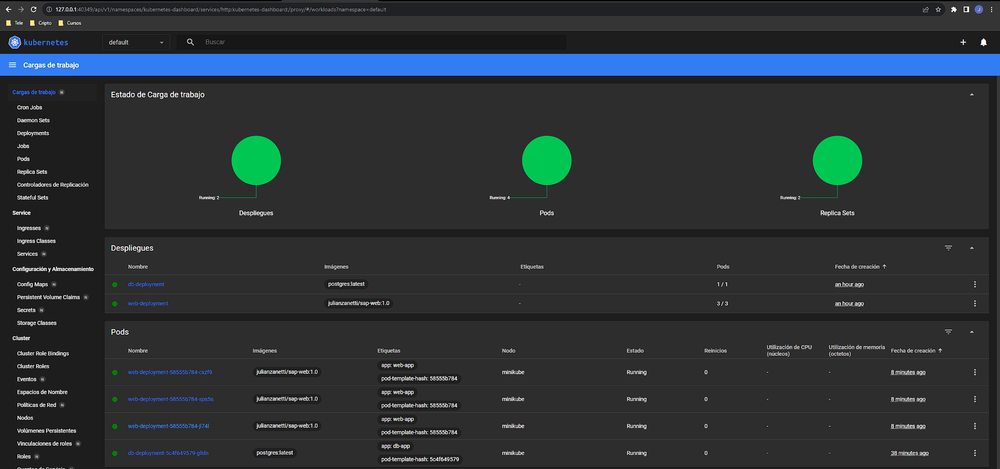 127.0.0.1:40349/api/v1/namespaces/kubernetes-dashboard/services/http:kubernetes-dashboard:/proxy/#/workloads?namespace=default
J
Tele
Cripto
Cursos
kubernetes
default
Buscar
Cargas de trabajo
Cargas de trabajo N
Cron Jobs
Daemon Sets
Deployments
Jobs
Pods
Replica Sets
Controladores de Replicación
Stateful Sets
Service
Ingresses N
Ingress Classes
Services N
Configuración y Almacenamiento
Config Maps N
Persistent Volume Claims N
Secrets N
Storage Classes
Cluster
Cluster Role Bindings
Cluster Roles
Eventos N
Espacios de Nombre
Políticas de Red N
Nodos
Volúmenes Persistentes
Vinculaciones de roles N
Roles N
Cuentas de Servicio N
Estado de Carga de trabajo
Running: 2
Despliegues
Running: 4
Pods
Running: 2
Replica Sets
Despliegues
Nombre Imágenes Etiquetas Pods Fecha de creación
db-deployment postgres:latest - 1 / 1 an hour ago
web-deployment julianzanetti/sap-web:1.0 - 3 / 3 an hour ago
Pods
Nombre Imágenes Etiquetas Nodo Estado Reinicios Utilización de CPU (núcleos) Utilización de memoria (octetos) Fecha de creación
web-deployment-58555b784-cxzf9 julianzanetti/sap-web:1.0 app: web-app pod-template-hash: 58555b784 minikube Running 0 - - 8 minutes ago
web-deployment-58555b784-sps5s julianzanetti/sap-web:1.0 app: web-app pod-template-hash: 58555b784 minikube Running 0 - - 8 minutes ago
web-deployment-58555b784-jl74l julianzanetti/sap-web:1.0 app: web-app pod-template-hash: 58555b784 minikube Running 0 - - 8 minutes ago
db-deployment-5c4f649579-glldn postgres:latest app: db-app pod-template-hash: 5c4f649579 minikube Running 0 - - 38 minutes ago